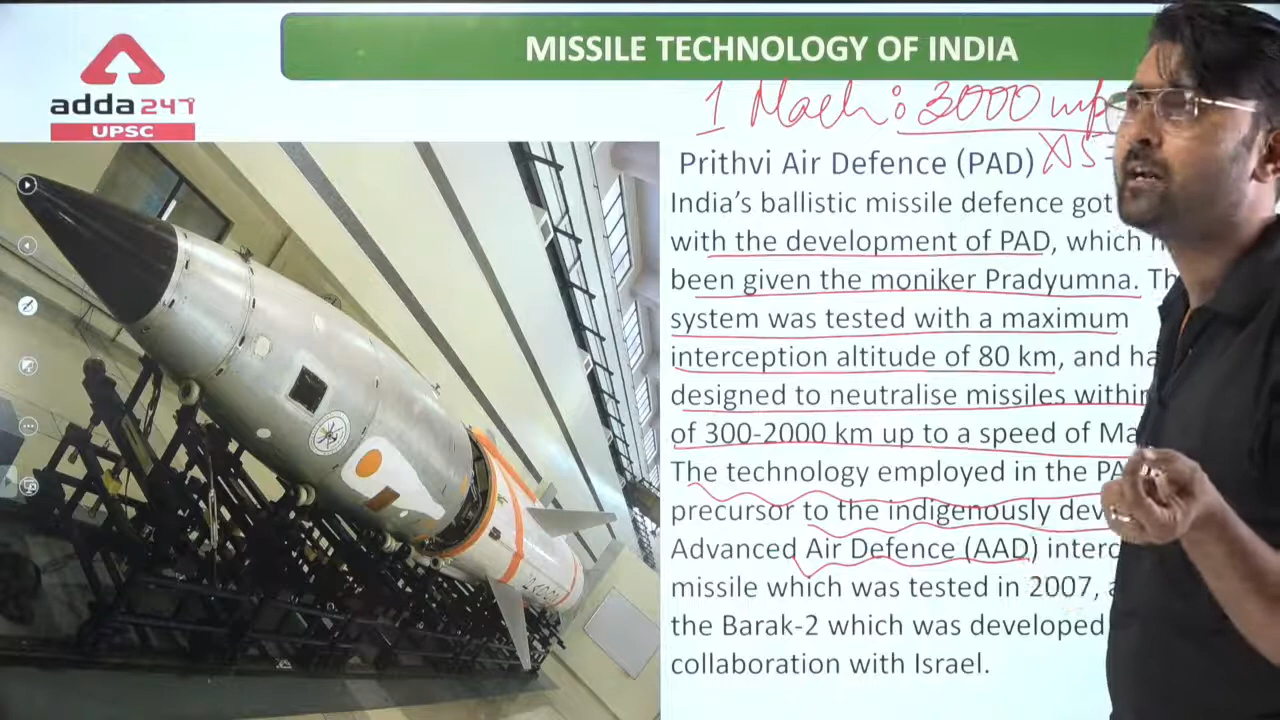 MISSILE TECHNOLOGY OF INDIA
adda247
UPSC
1 Mach: 3000
Prithvi Air Defence (PAD) X5
India's ballistic missile defence got
with the development of PAD, which
been given the moniker Pradyumna.
system was tested with a maximum
interception altitude of 80 km, and
designed to neutralise missiles within
of 300-2000 km up to a speed of
The technology employed in the
precursor to the indigenously
Advanced Air Defence (AAD)
missile which was tested in 2007,
the Barak-2 which was developed
collaboration with Israel.